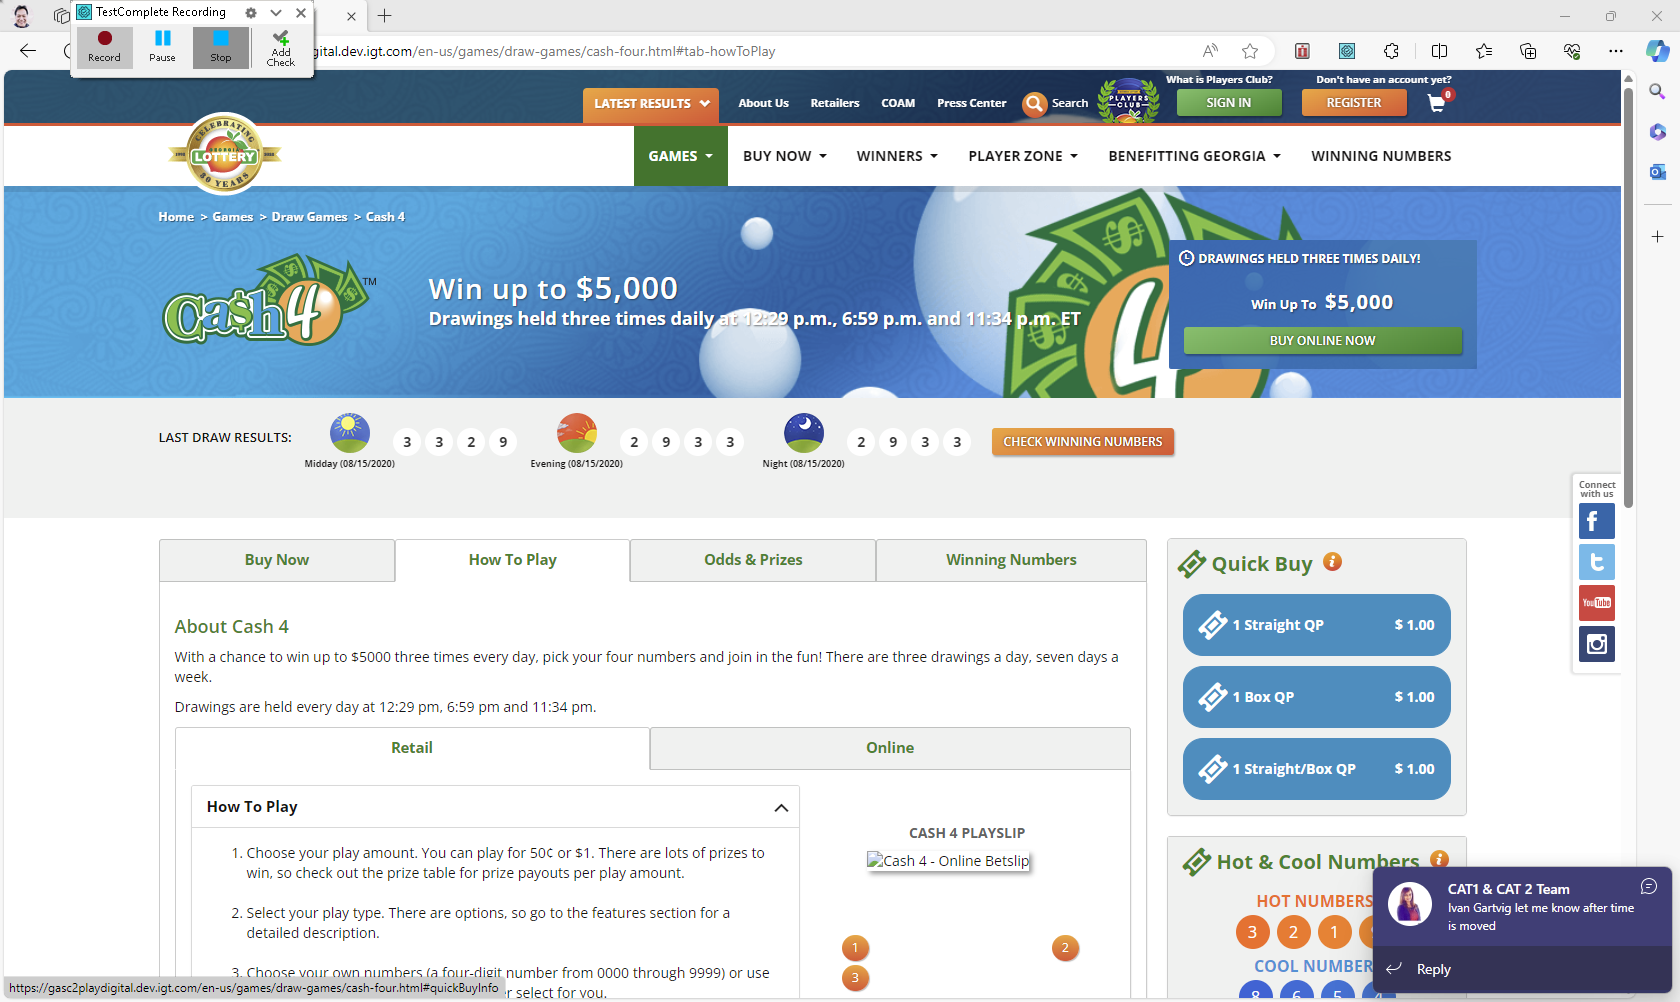 TestComplete Recording
Record
Pause
Stop
Add
Check
gital.dev.igt.com/en-us/games/draw-games/cash-four.html#tab-howToPlay
LATEST RESULTS
About Us
Retailers
COAM
Press Center
Search
PLAYERS
CLUB
What is Players Club?
SIGN IN
Don't have an account yet?
REGISTER
0
CELEBRATING
GEORGIA
LOTTERY
30 YEARS
GAMES
BUY NOW
WINNERS
PLAYER ZONE
BENEFITTING GEORGIA
WINNING NUMBERS
Home > Games > Draw Games > Cash 4
Cash 4 TM
Win up to $5,000
Drawings held three times daily at 12:29 p.m., 6:59 p.m. and 11:34 p.m. ET
DRAWINGS HELD THREE TIMES DAILY!
Win Up To $5,000
BUY ONLINE NOW
LAST DRAW RESULTS:
Midday (08/15/2020)
3 3 2 9
Evening (08/15/2020)
2 9 3 3
Night (08/15/2020)
2 9 3 3
CHECK WINNING NUMBERS
Connect
with us
f
t
YouTube
Buy Now
How To Play
Odds & Prizes
Winning Numbers
About Cash 4
With a chance to win up to $5000 three times every day, pick your four numbers and join in the fun! There are three drawings a day, seven days a
week.
Drawings are held every day at 12:29 pm, 6:59 pm and 11:34 pm.
Retail
Online
How To Play
1. Choose your play amount. You can play for 50¢ or $1. There are lots of prizes to
win, so check out the prize table for prize payouts per play amount.
2. Select your play type. There are options, so go to the features section for a
detailed description.
3. Choose your own numbers (a four-digit number from 0000 through 9999) or use
r select for you.
CASH 4 PLAYSLIP
Cash 4 - Online Betslip
1
2
3
Quick Buy
1 Straight QP $ 1.00
1 Box QP $ 1.00
1 Straight/Box QP $ 1.00
Hot & Cool Numbers
HOT NUMBERS
3 2 1
COOL NUMBER
8 6 5 4
CAT1 & CAT 2 Team
Ivan Gartvig let me know after time
is moved
Reply
https://gasc2playdigital.dev.igt.com/en-us/games/draw-games/cash-four.html#quickBuyInfo